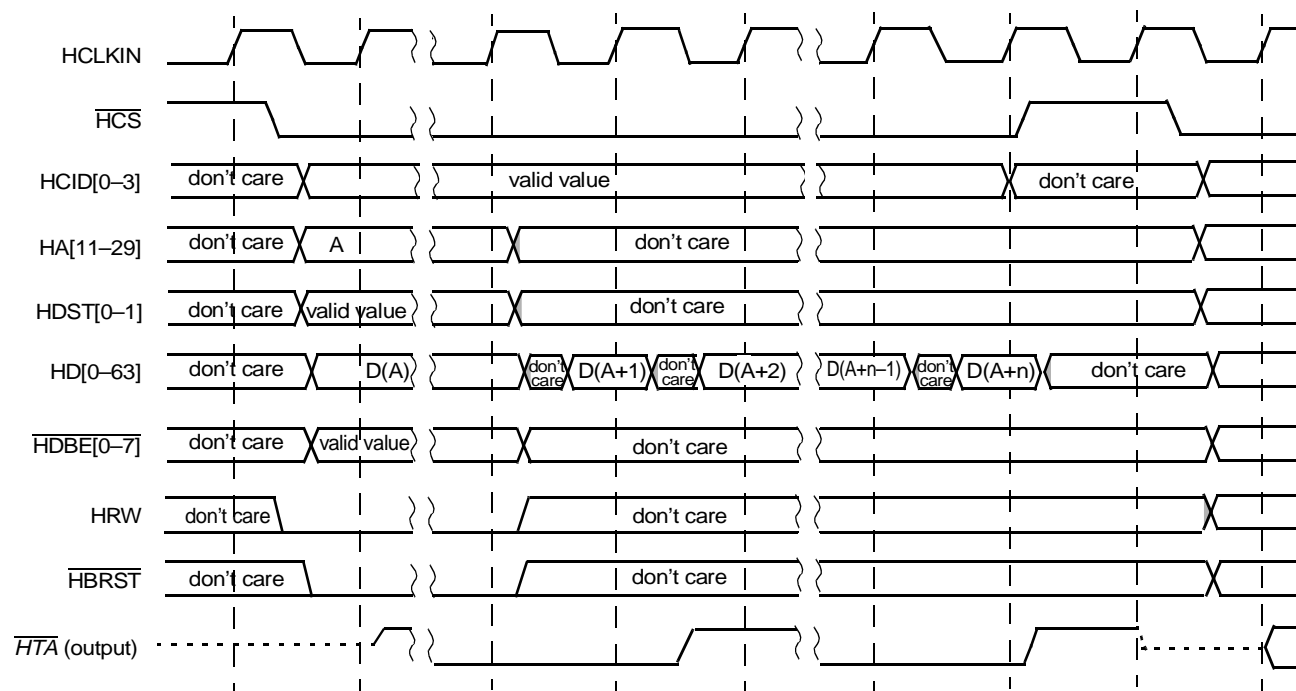 HCLKIN
HCS
HCID[0–3] don't care valid value don't care
HA[11–29] don't care A don't care
HDST[0–1] don't care valid value don't care
HD[0–63] don't care D(A) don't care D(A+1) don't care D(A+2) D(A+n–1) don't care D(A+n) don't care
HDBE[0–7] don't care valid value don't care
HRW don't care don't care
HBRST don't care don't care
HTA (output)